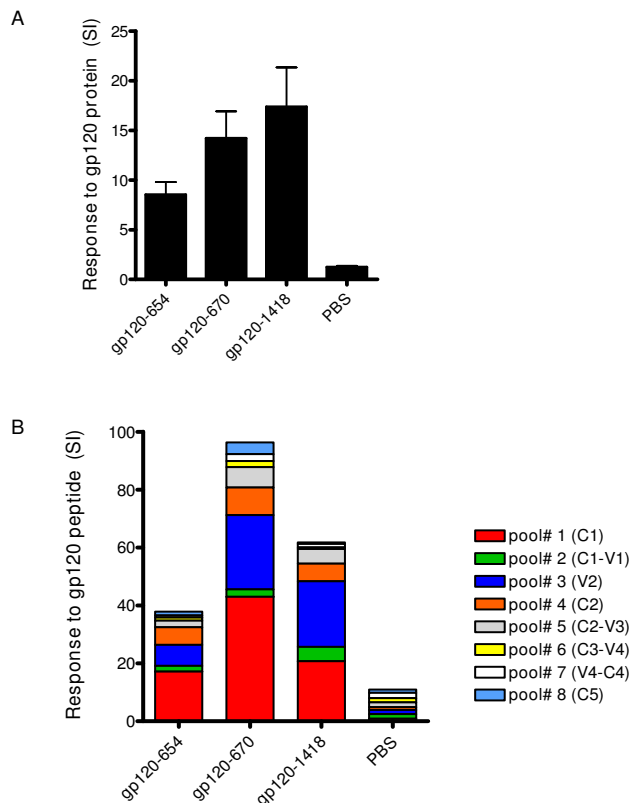 A
Response to gp120 protein (SI)
25
20
15
10
5
0
gp120-654
gp120-670
gp120-1418
PBS
B
Response to gp120 peptide (SI)
100
80
60
40
20
0
gp120-654
gp120-670
gp120-1418
PBS
pool# 1 (C1)
pool# 2 (C1-V1)
pool# 3 (V2)
pool# 4 (C2)
pool# 5 (C2-V3)
pool# 6 (C3-V4)
pool# 7 (V4-C4)
pool# 8 (C5)